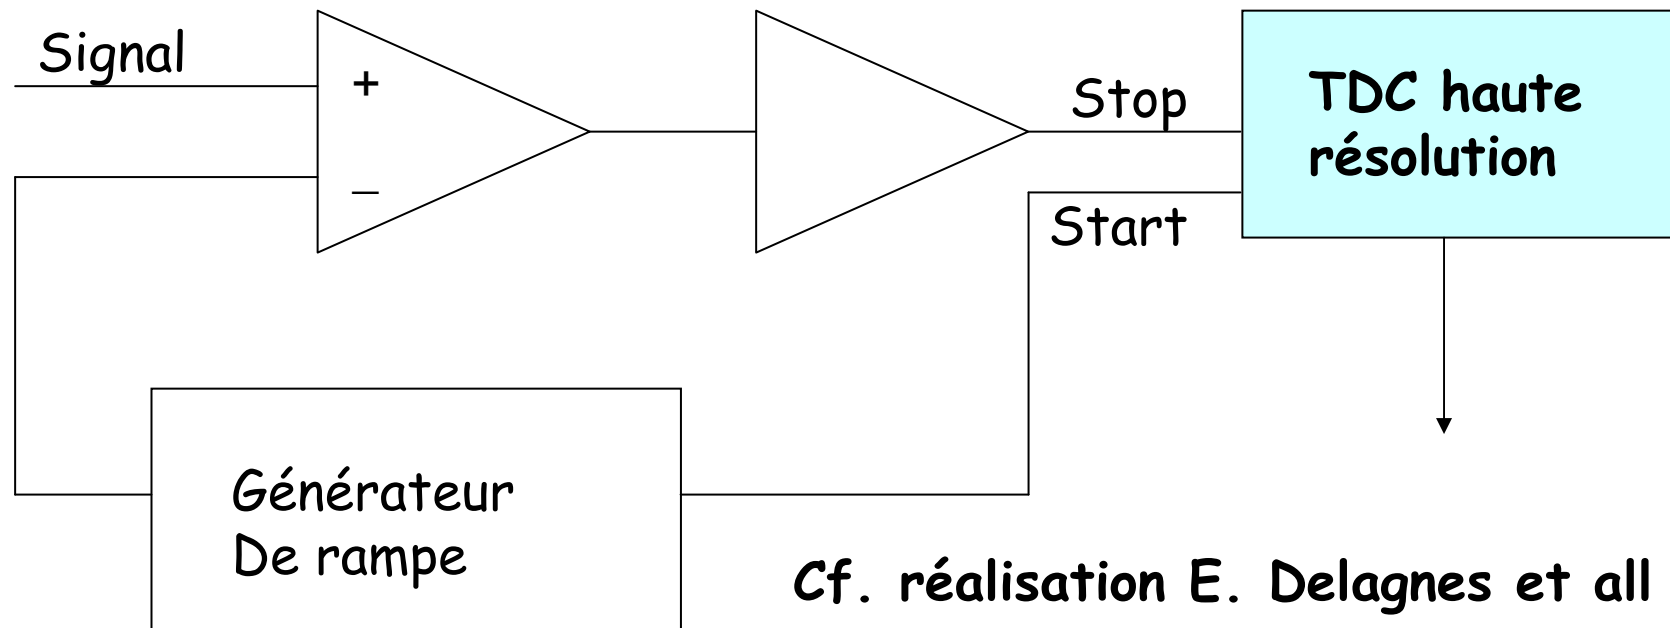 Signal
+
–
Stop
Start
TDC haute
résolution
Générateur
De rampe
Cf. réalisation E. Delagnes et all